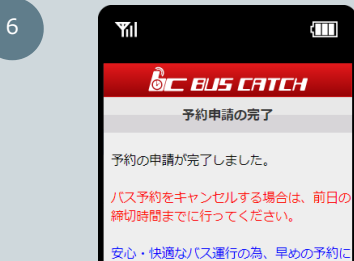 6
BUS CATCH
予約申請の完了
予約の申請が完了しました。
バス予約をキャンセルする場合は、前日の
締切時間までに行ってください。
安心・快適なバス運行の為、早めの予約に